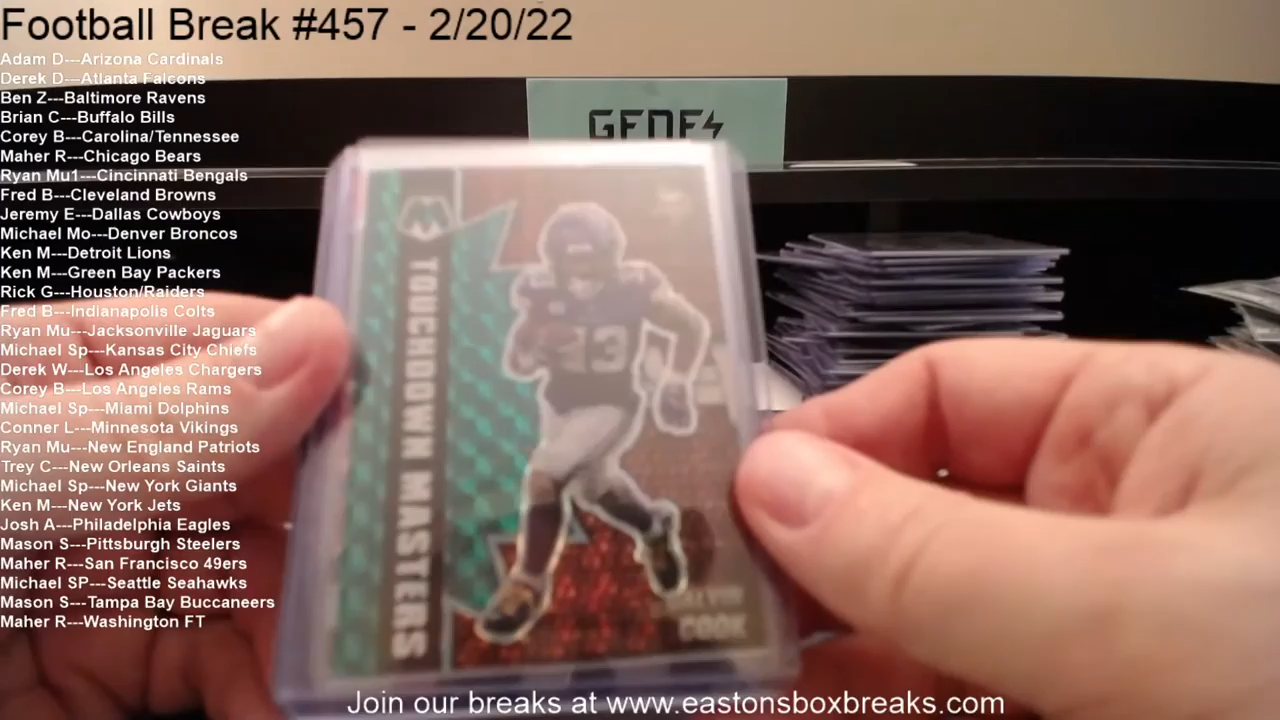 Football Break #457 - 2/20/22
Adam D---Arizona Cardinals
Derek D---Atlanta Falcons
Ben Z---Baltimore Ravens
Brian C---Buffalo Bills
Corey B---Carolina/Tennessee
Maher R---Chicago Bears
Ryan Mu1---Cincinnati Bengals
Fred B---Cleveland Browns
Jeremy E---Dallas Cowboys
Michael Mo---Denver Broncos
Ken M---Detroit Lions
Ken M---Green Bay Packers
Rick G---Houston/Raiders
Fred B---Indianapolis Colts
Ryan Mu---Jacksonville Jaguars
Michael Sp---Kansas City Chiefs
Derek W---Los Angeles Chargers
Corey B---Los Angeles Rams
Michael Sp---Miami Dolphins
Conner L---Minnesota Vikings
Ryan Mu---New England Patriots
Trey C---New Orleans Saints
Michael Sp---New York Giants
Ken M---New York Jets
Josh A---Philadelphia Eagles
Mason S---Pittsburgh Steelers
Maher R---San Francisco 49ers
Michael SP---Seattle Seahawks
Mason S---Tampa Bay Buccaneers
Maher R---Washington FT
TOUCHDOWN MASTERS
33
DALVIN
COOK
Join our breaks at www.eastonsboxbreaks.com